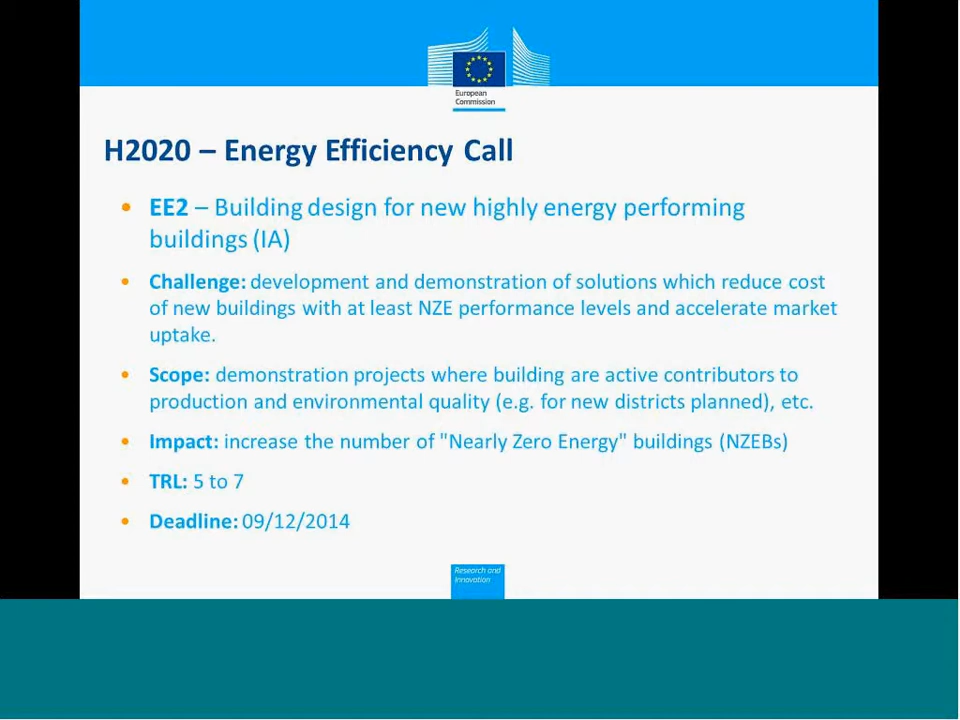 European
Commission
H2020 – Energy Efficiency Call
• EE2 – Building design for new highly energy performing
buildings (IA)
• Challenge: development and demonstration of solutions which reduce cost
of new buildings with at least NZE performance levels and accelerate market
uptake.
• Scope: demonstration projects where building are active contributors to
production and environmental quality (e.g. for new districts planned), etc.
• Impact: increase the number of "Nearly Zero Energy" buildings (NZEBs)
• TRL: 5 to 7
• Deadline: 09/12/2014
Research and
Innovation